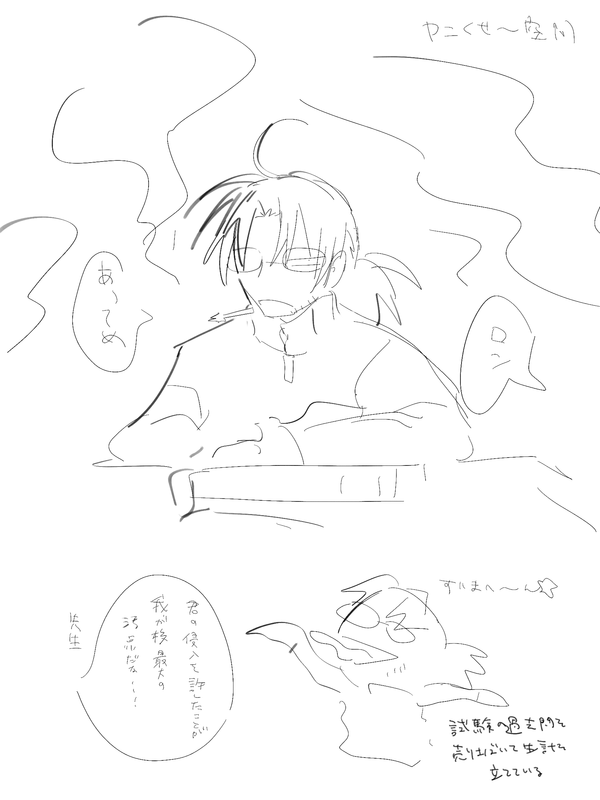 ヤニくせ〜空間
あってめ
ロン
すいませ〜ん☆
君の侵入を許したことが
我が校最大の
汚点だな〜!
先生
試験の過去問を
売りさばいて生計を
立てている